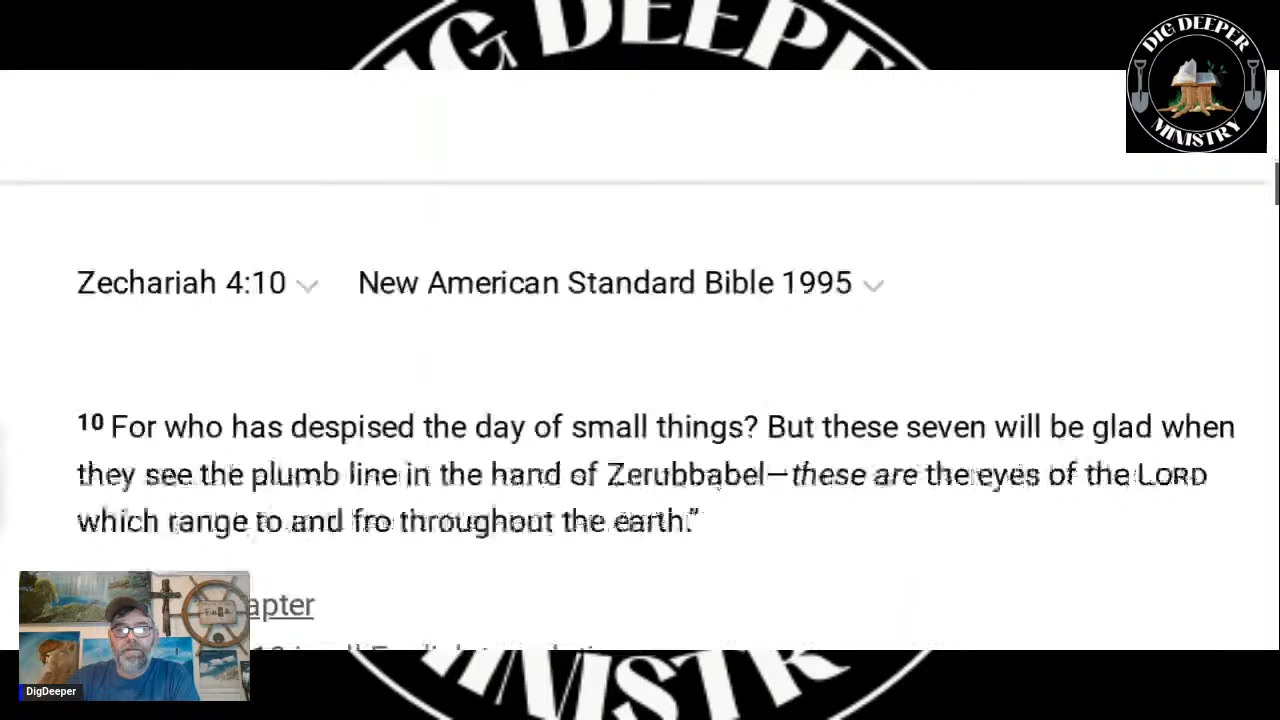 DIG DEEPER
DIG DEEPER
MINISTRY
Zechariah 4:10 New American Standard Bible 1995
10 For who has despised the day of small things? But these seven will be glad when
they see the plumb line in the hand of Zerubbabel—these are the eyes of the LORD
which range to and fro throughout the earth.”
apter
MINISTRY
DigDeeper